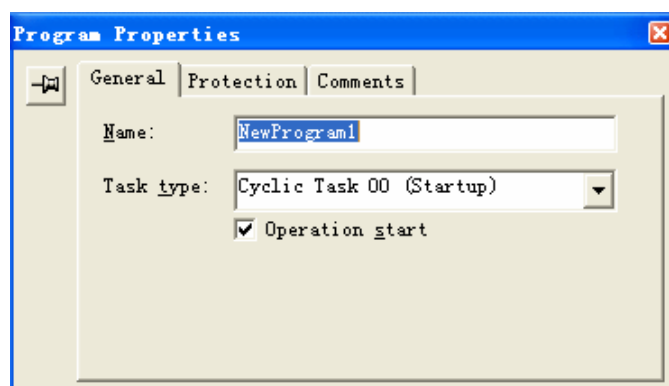 Program Properties
General Protection Comments
Name: NewProgram1
Task type: Cyclic Task 00 (Startup)
Operation start